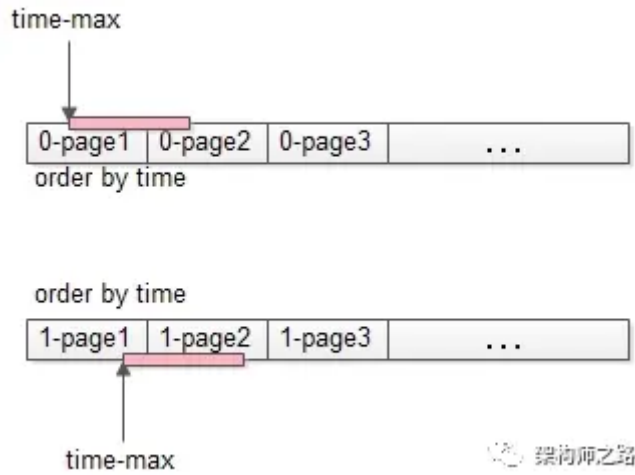 time-max
0-page1 0-page2 0-page3 ...
order by time
order by time
1-page1 1-page2 1-page3 ...
time-max
架构师之路